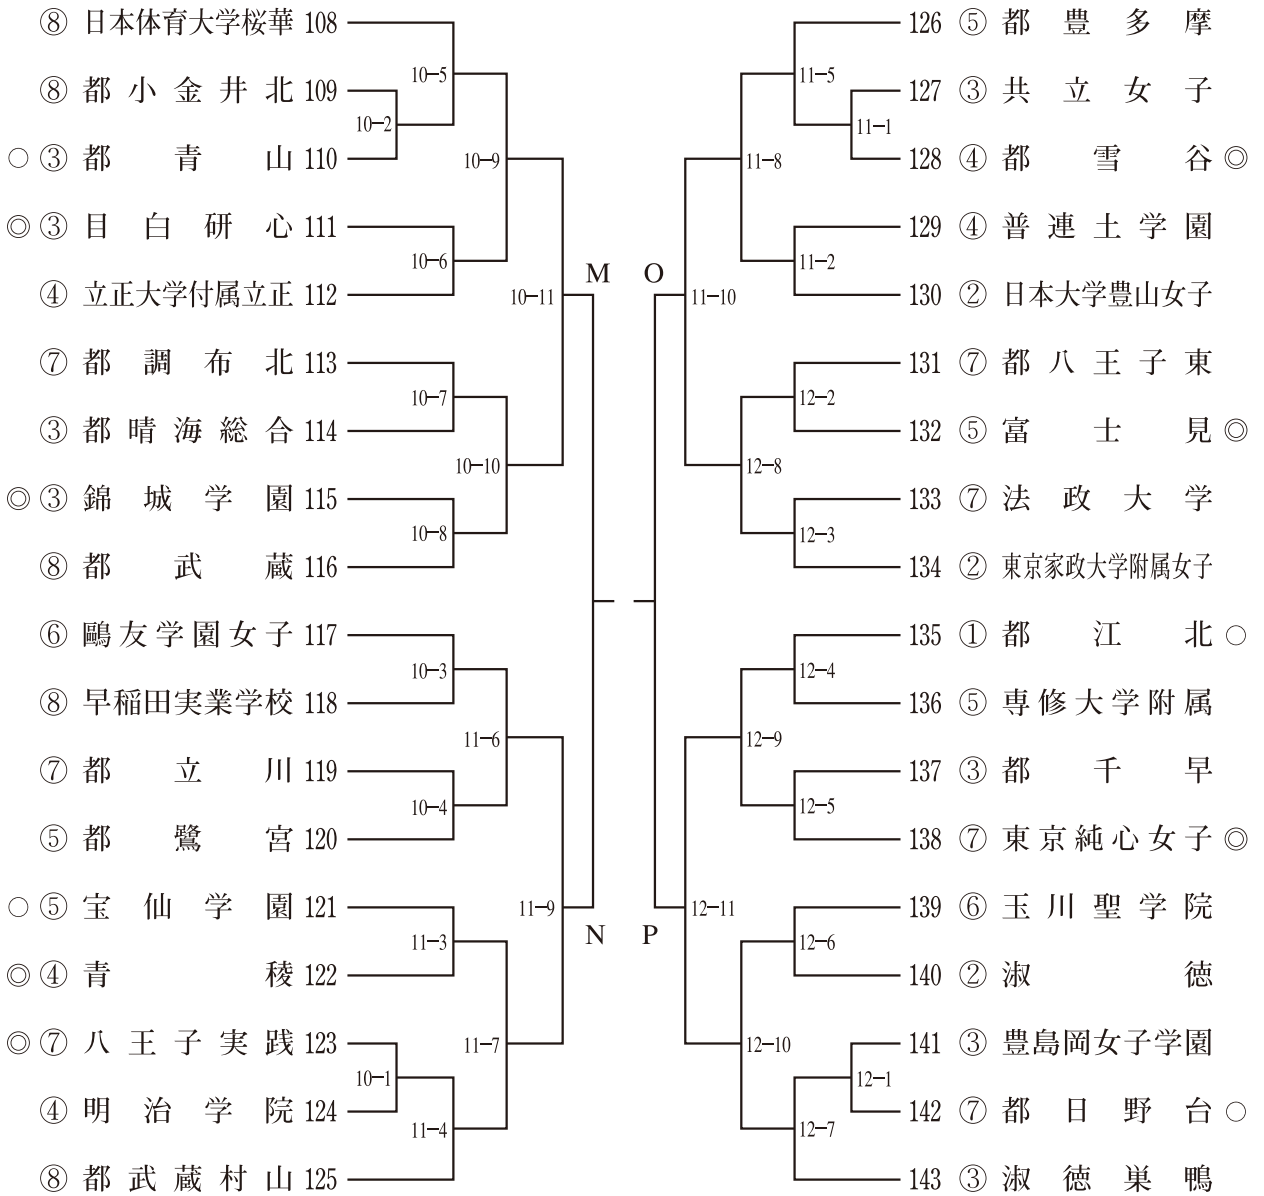 ⑧ 日本体育大学桜華 108
⑧ 都小金井北 109
○ ③ 都青山 110
◎ ③ 目白研心 111
④ 立正大学付属立正 112
⑦ 都調布北 113
③ 都晴海総合 114
◎ ③ 錦城学園 115
⑧ 都武蔵 116
⑥ 鷗友学園女子 117
⑧ 早稲田実業学校 118
⑦ 都立川 119
⑤ 都鷺宮 120
○ ⑤ 宝仙学園 121
◎ ④ 青稜 122
◎ ⑦ 八王子実践 123
④ 明治学院 124
⑧ 都武蔵村山 125
10-5
10-2
10-9
10-6
10-11
10-7
10-10
10-8
10-3
11-6
10-4
11-9
11-3
11-7
10-1
11-4
M
N
O
P
11-5
11-1
11-8
11-2
11-10
12-2
12-8
12-3
12-4
12-9
12-5
12-11
12-6
12-10
12-1
12-7
126 ⑤ 都豊多摩
127 ③ 共立女子
128 ④ 都雪谷 ◎
129 ④ 普連土学園
130 ② 日本大学豊山女子
131 ⑦ 都八王子東
132 ⑤ 富士見 ◎
133 ⑦ 法政大学
134 ② 東京家政大学附属女子
135 ① 都江北 ○
136 ⑤ 専修大学附属
137 ③ 都千早
138 ⑦ 東京純心女子 ◎
139 ⑥ 玉川聖学院
140 ② 淑徳
141 ③ 豊島岡女子学園
142 ⑦ 都日野台 ○
143 ③ 淑徳巣鴨